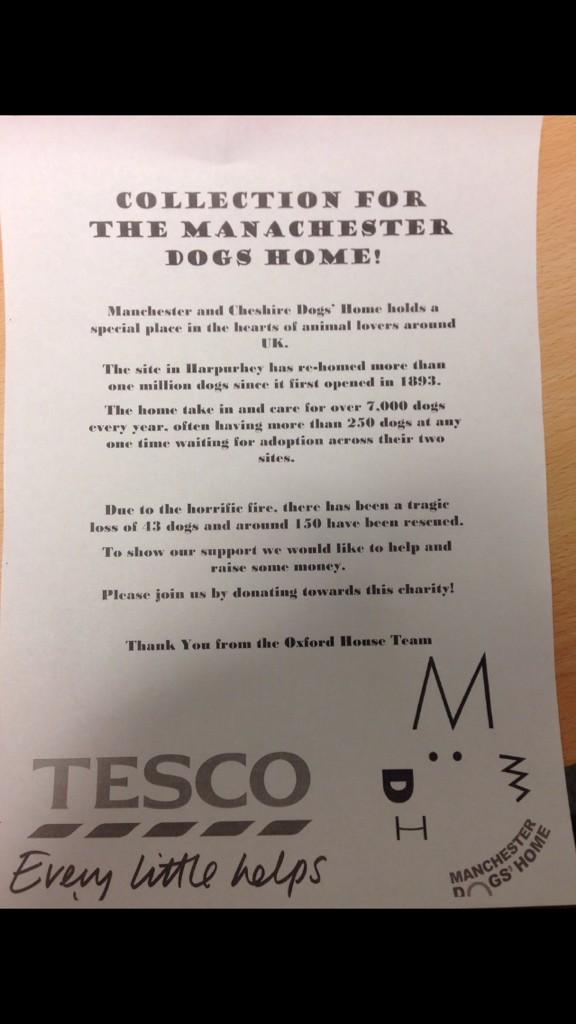 COLLECTION FOR
THE MANACHESTER
DOGS HOME!
Manchester and Cheshire Dogs' Home holds a
special place in the hearts of animal lovers around
UK.
The site in Harpurhey has re-homed more than
one million dogs since it first opened in 1893.
The home take in and care for over 7,000 dogs
every year, often having more than 250 dogs at any
one time waiting for adoption across their two
sites.
Due to the horrific fire, there has been a tragic
loss of 43 dogs and around 150 have been rescued.
To show our support we would like to help and
raise some money.
Please join us by donating towards this charity!
Thank You from the Oxford House Team
M
D
H
TESCO
Every little helps
MANCHESTER
DOGS' HOME